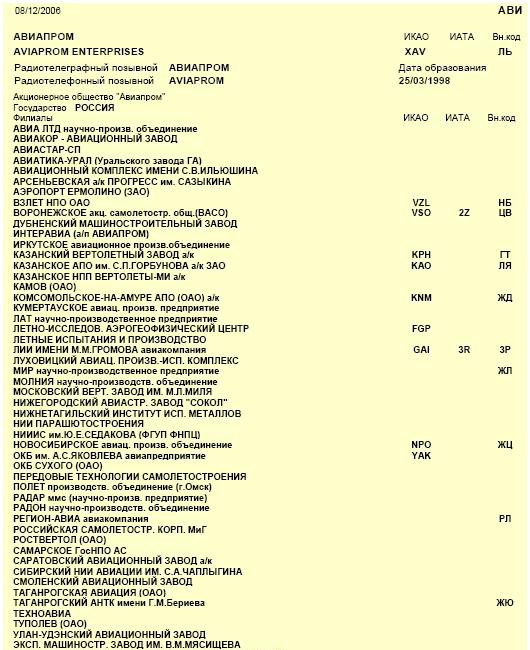 08/12/2006 АВИ
АВИАПРОМ ИКАО ИАТА Вн.код
AVIAPROM ENTERPRISES XAV ЛЬ
Радиотелеграфный позывной АВИАПРОМ Дата образования
Радиотелефонный позывной AVIAPROM 25/03/1998
Акционерное общество "Авиапром"
Государство РОССИЯ
Филиалы ИКАО ИАТА Вн.код
АВИА ЛТД научно-произв. объединение
АВИАКОР - АВИАЦИОННЫЙ ЗАВОД
АВИАСТАР-СП
АВИАТИКА-УРАЛ (Уральского завода ГА)
АВИАЦИОННЫЙ КОМПЛЕКС ИМЕНИ С.В.ИЛЬЮШИНА
АРСЕНЬЕВСКАЯ а/к ПРОГРЕСС им. САЗЫКИНА
АЭРОПОРТ ЕРМОЛИНО (ЗАО)
ВЗЛЕТ НПО ОАО VZL НБ
ВОРОНЕЖСКОЕ акц. самолетостр. общ.(ВАСО) VSO 2Z ЦВ
ДУБНЕНСКИЙ МАШИНОСТРОИТЕЛЬНЫЙ ЗАВОД
ИНТЕРАВИА (а/п АВИАПРОМ)
ИРКУТСКОЕ авиационное произв.объединение
КАЗАНСКИЙ ВЕРТОЛЕТНЫЙ ЗАВОД а/к KPH ГТ
КАЗАНСКОЕ АПО им. С.П.ГОРБУНОВА а/к ЗАО KAO ЛЯ
КАЗАНСКОЕ НПП ВЕРТОЛЕТЫ-МИ а/к
КАМОВ (ОАО)
КОМСОМОЛЬСКОЕ-НА-АМУРЕ АПО (ОАО) а/к KNM ЖД
КУМЕРТАУСКОЕ авиац. произв. предприятие
ЛАТ научно-производственное предприятие
ЛЕТНО-ИССЛЕДОВ. АЭРОГЕОФИЗИЧЕСКИЙ ЦЕНТР FGP
ЛЕТНЫЕ ИСПЫТАНИЯ И ПРОИЗВОДСТВО
ЛИИ ИМЕНИ М.М.ГРОМОВА авиакомпания GAI 3R ЗР
ЛУХОВИЦКИЙ АВИАЦ. ПРОИЗВ.-ИСП. КОМПЛЕКС
МИР научно-производственное предприятие ЖЛ
МОЛНИЯ научно-производств. объединение
МОСКОВСКИЙ ВЕРТ. ЗАВОД ИМ. М.Л.МИЛЯ
НИЖЕГОРОДСКИЙ АВИАСТР. ЗАВОД "СОКОЛ"
НИЖНЕТАГИЛЬСКИЙ ИНСТИТУТ ИСП. МЕТАЛЛОВ
НИИ ПАРАШЮТОСТРОЕНИЯ
НИИИС им.Ю.Е.СЕДАКОВА (ФГУП ФНПЦ)
НОВОСИБИРСКОЕ авиац. произв. объединение NPO ЖЦ
ОКБ им. А.С.ЯКОВЛЕВА авиапредприятие YAK
ОКБ СУХОГО (ОАО)
ПЕРЕДОВЫЕ ТЕХНОЛОГИИ САМОЛЕТОСТРОЕНИЯ
ПОЛЕТ производств. объединение (г.Омск)
РАДАР ммс (научно-произв. предприятие)
РАДОН научно-производств. объединение
РЕГИОН-АВИА авиакомпания РЛ
РОССИЙСКАЯ САМОЛЕТОСТР. КОРП. МиГ
РОСТВЕРТОЛ (ОАО)
САМАРСКОЕ ГосНПО АС
САРАТОВСКИЙ АВИАЦИОННЫЙ ЗАВОД а/к
СИБИРСКИЙ НИИ АВИАЦИИ ИМ. С.А.ЧАПЛЫГИНА
СМОЛЕНСКИЙ АВИАЦИОННЫЙ ЗАВОД
ТАГАНРОГСКАЯ АВИАЦИЯ (ОАО)
ТАГАНРОГСКИЙ АНТК имени Г.М.Бериева ЖЮ
ТЕХНОАВИА
ТУПОЛЕВ (ОАО)
УЛАН-УДЭНСКИЙ АВИАЦИОННЫЙ ЗАВОД
ЭКСП. МАШИНОСТР. ЗАВОД ИМ. В.М.МЯСИЩЕВА